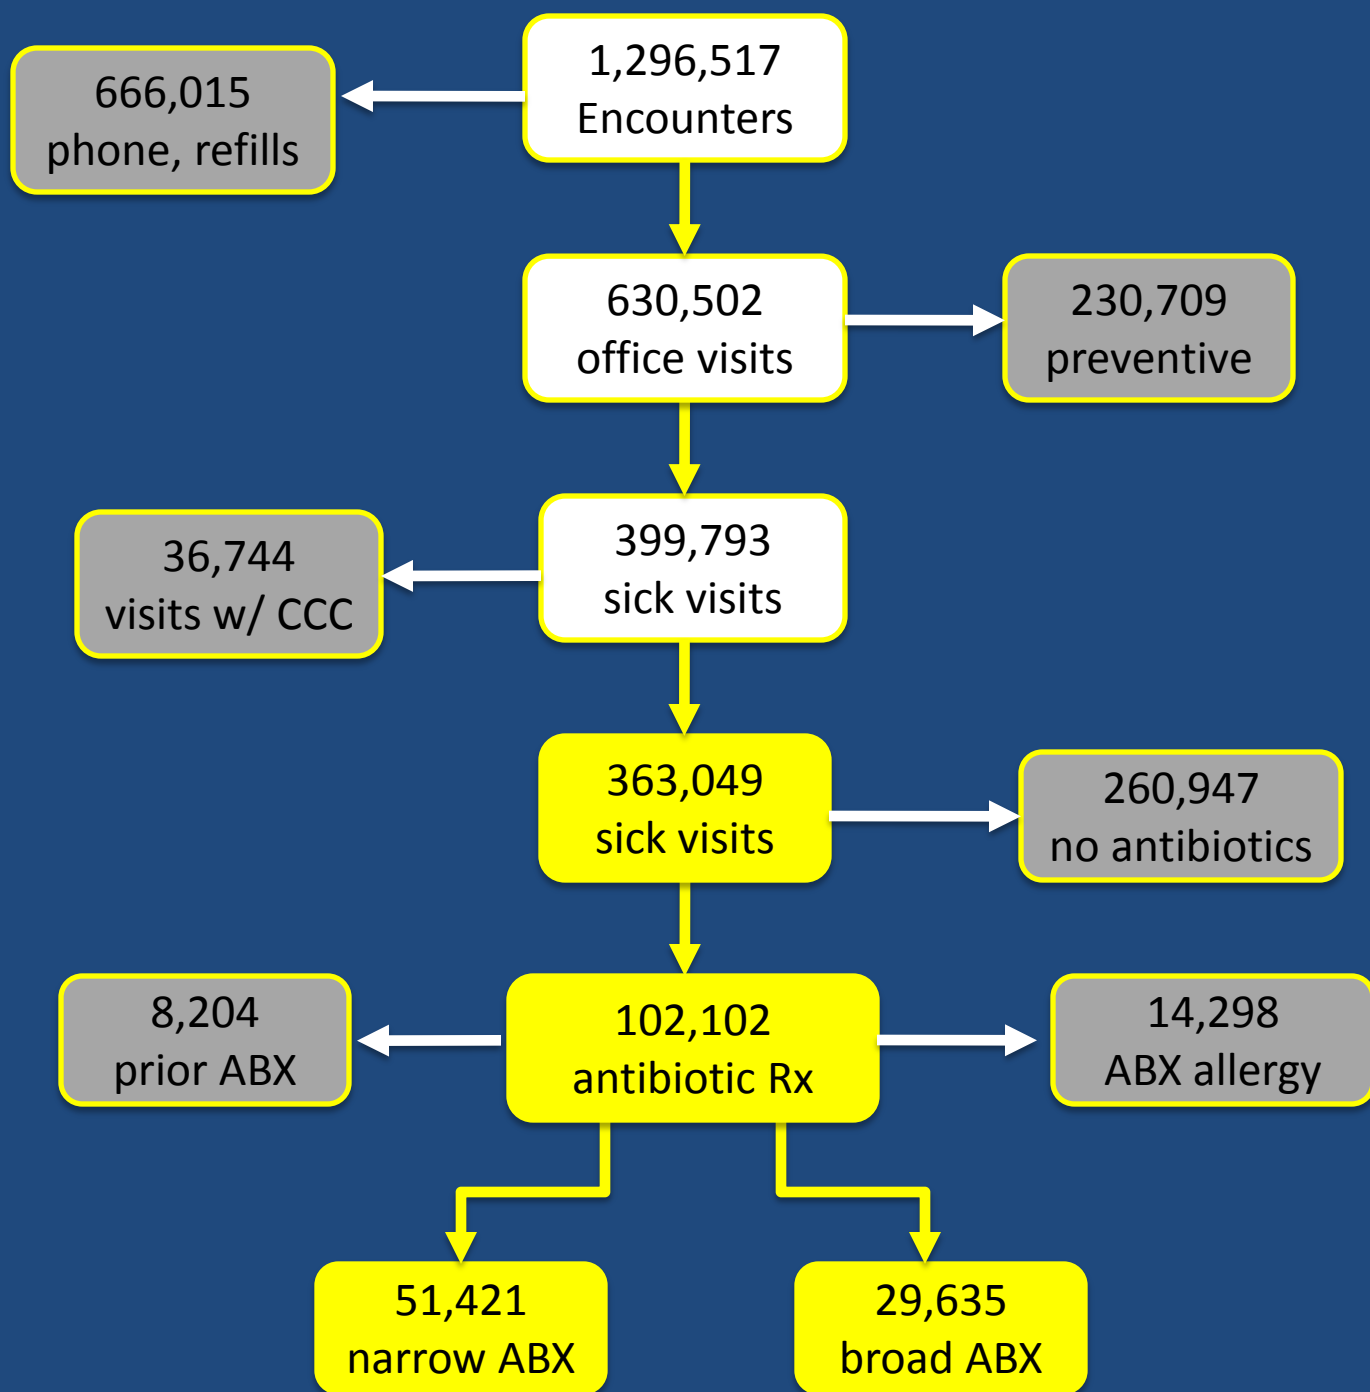 1,296,517
Encounters
666,015
phone, refills
630,502
office visits
230,709
preventive
399,793
sick visits
36,744
visits w/ CCC
363,049
sick visits
260,947
no antibiotics
102,102
antibiotic Rx
8,204
prior ABX
14,298
ABX allergy
51,421
narrow ABX
29,635
broad ABX